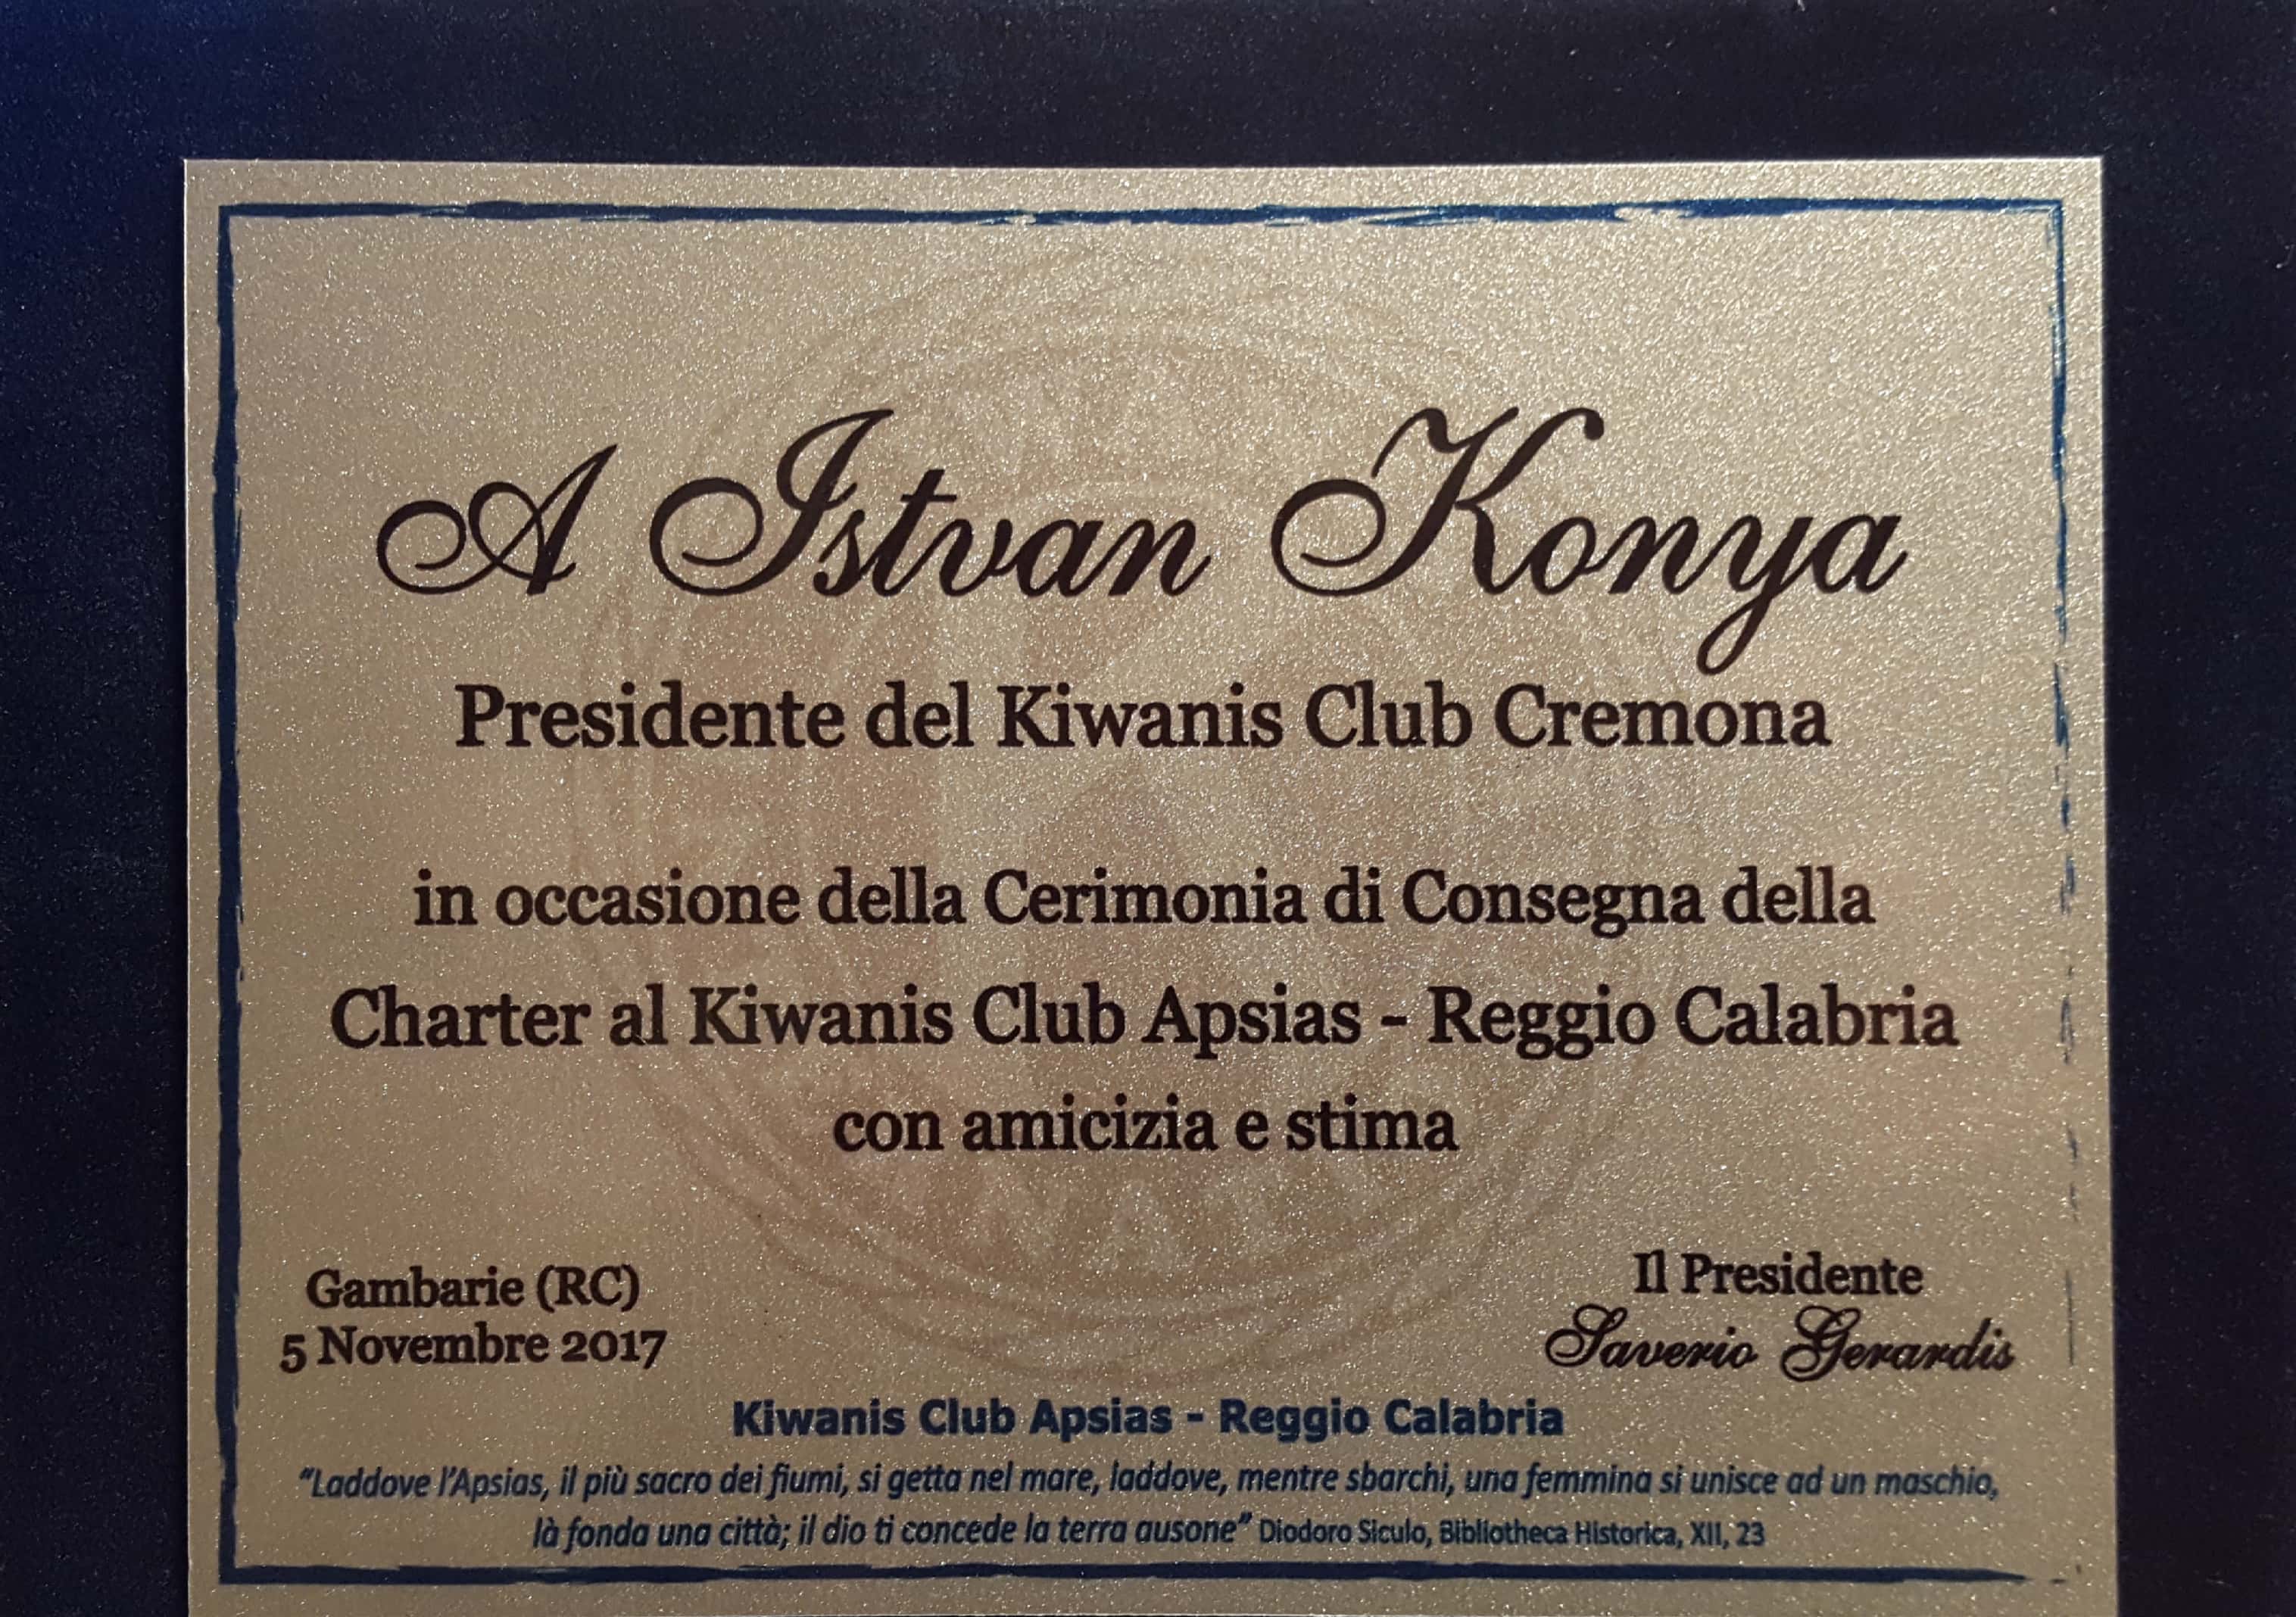 A Istvan Konya
Presidente del Kiwanis Club Cremona
in occasione della Cerimonia di Consegna della
Charter al Kiwanis Club Apsias - Reggio Calabria
con amicizia e stima
Gambarie (RC)
5 Novembre 2017
Il Presidente
Saverio Gerardis
Kiwanis Club Apsias - Reggio Calabria
"Laddove l'Apsias, il più sacro dei fiumi, si getta nel mare, laddove, mentre sbarchi, una femmina si unisce ad un maschio,
là fonda una città; il dio ti concede la terra ausone" Diodoro Siculo, Bibliotheca Historica, XII, 23